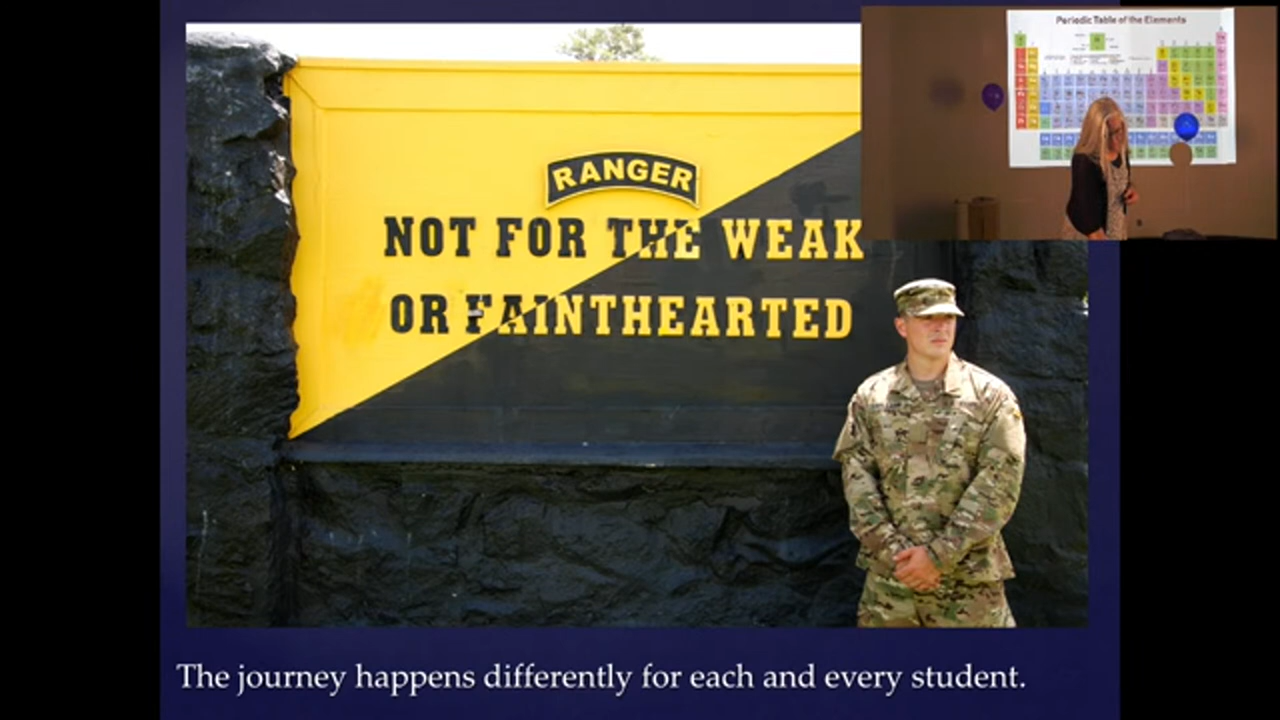 Periodic Table of the Elements
RANGER
NOT FOR THE WEAK
OR FAINTHEARTED
The journey happens differently for each and every student.